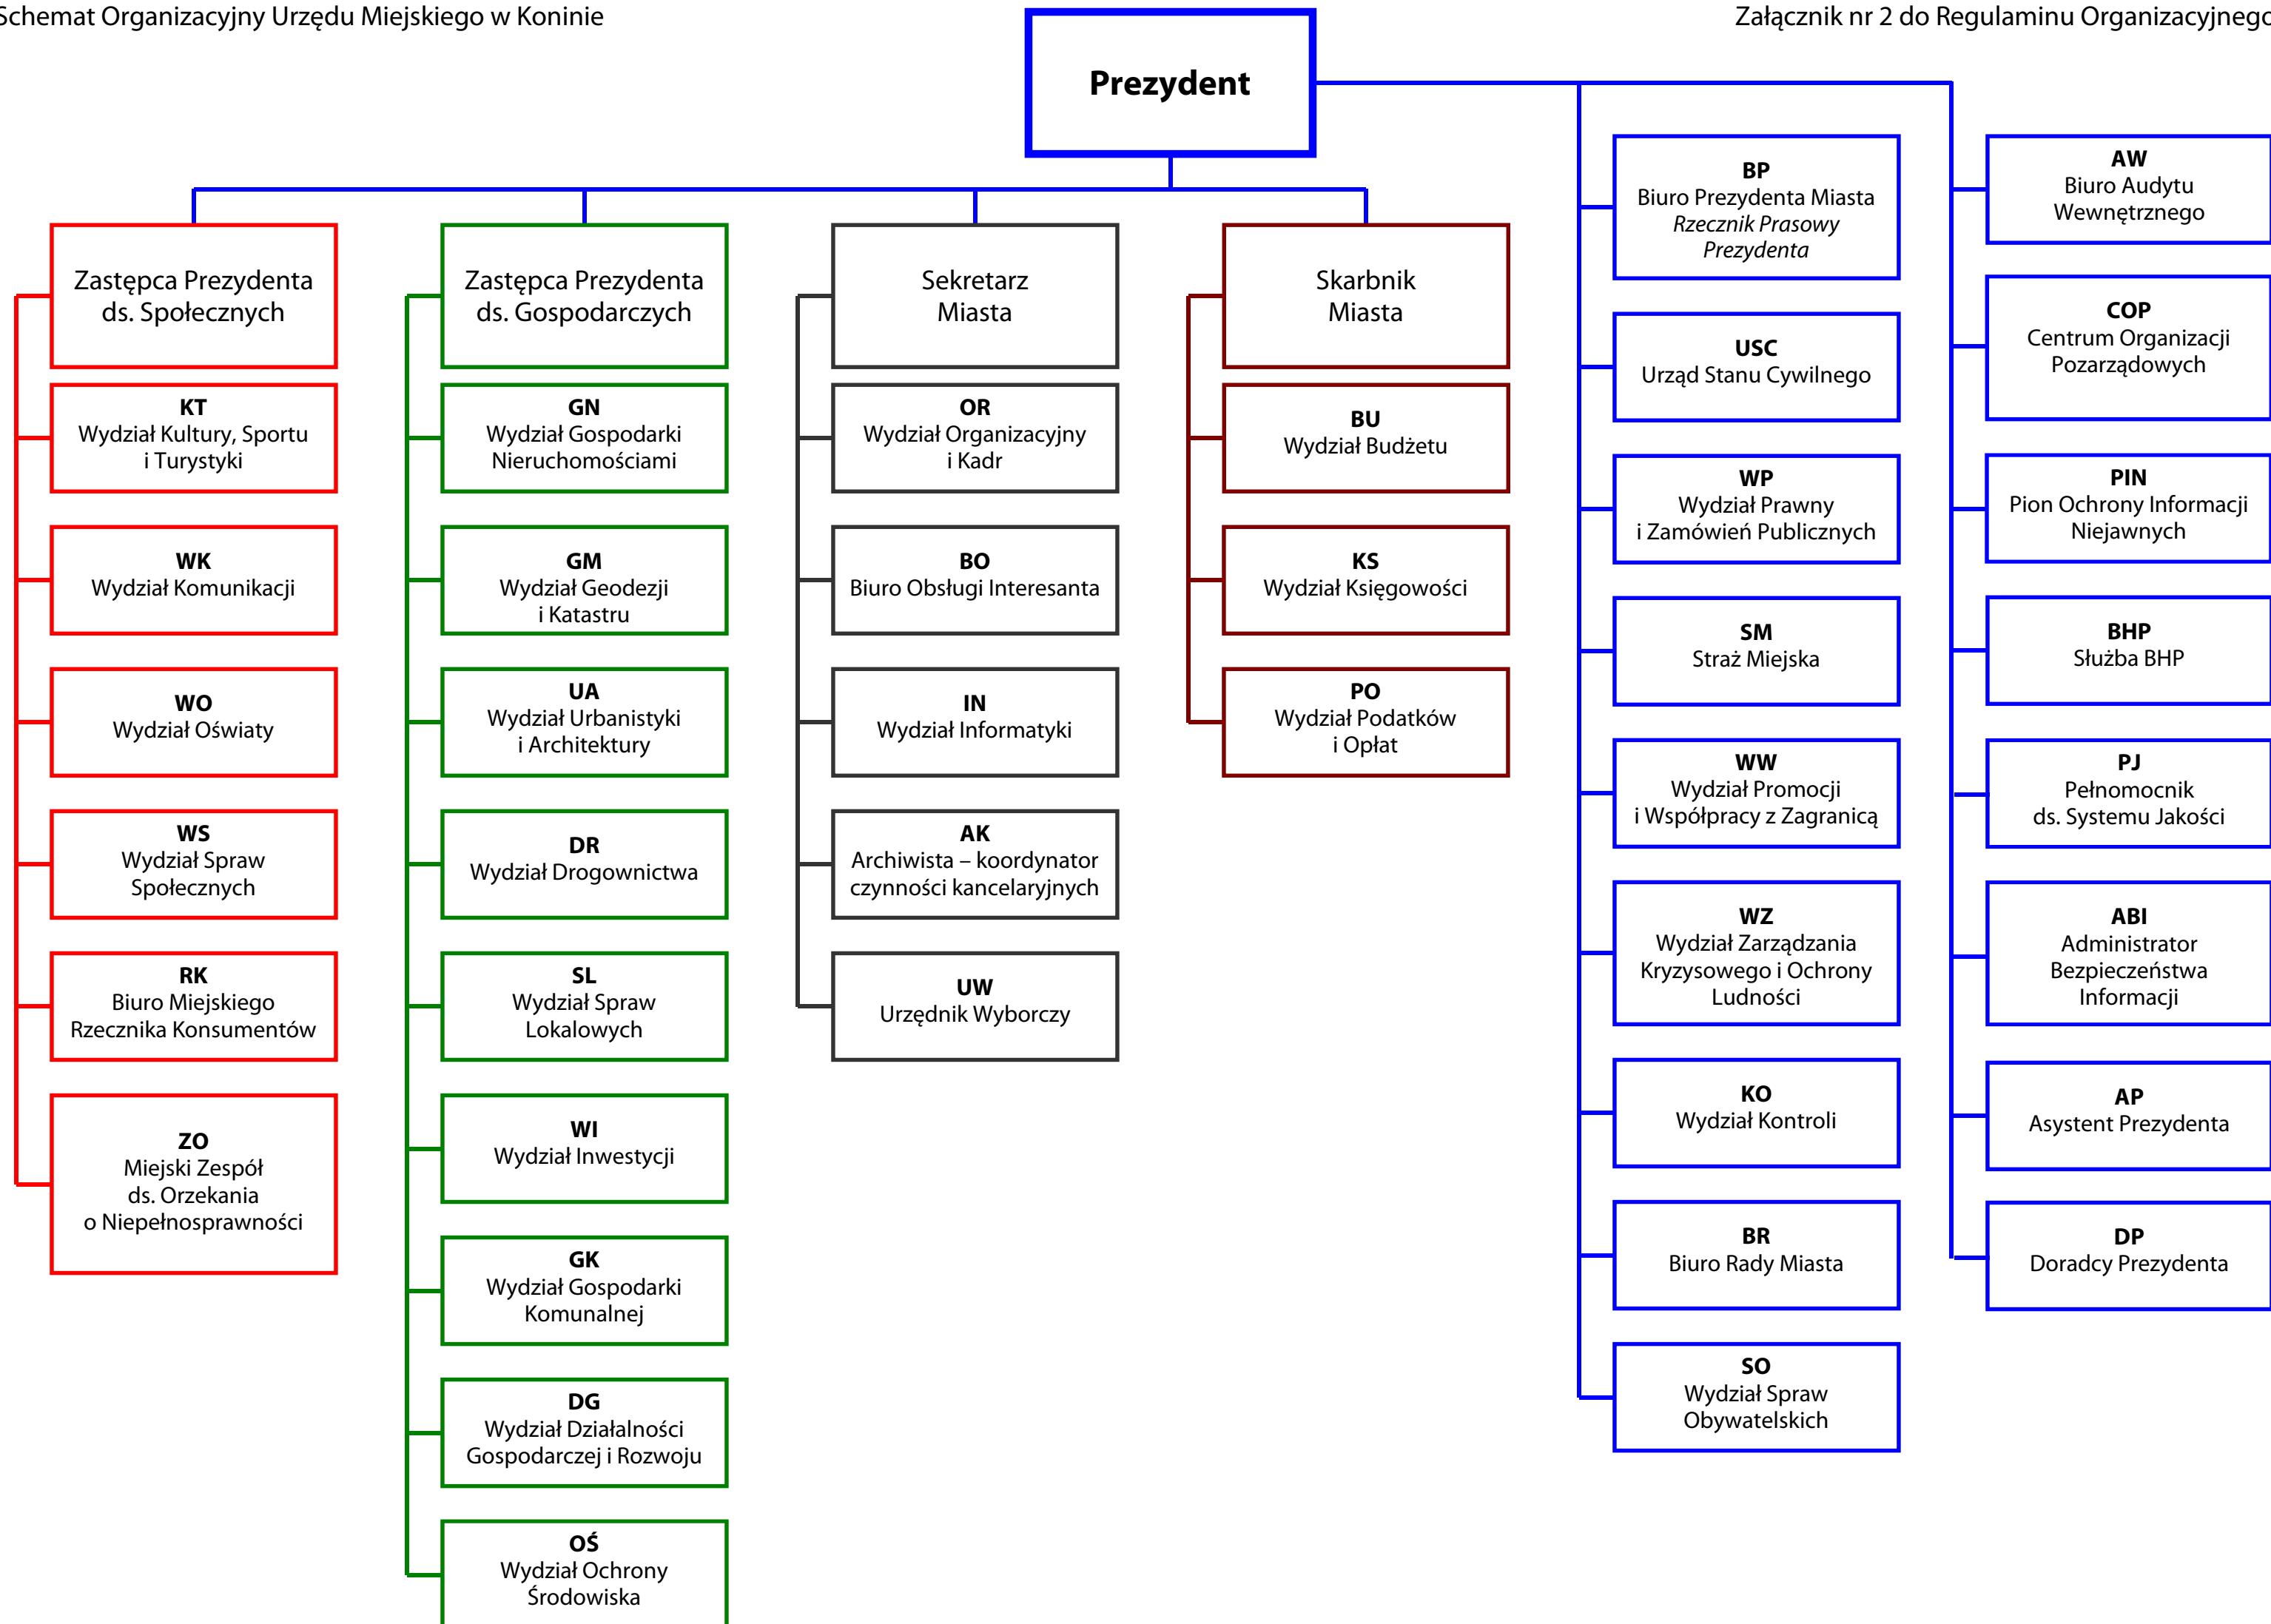 Schemat Organizacyjny Urzędu Miejskiego w Koninie
Załącznik nr 2 do Regulaminu Organizacyjnego
Prezydent
Zastępca Prezydenta
ds. Społecznych
KT
Wydział Kultury, Sportu
i Turystyki
WK
Wydział Komunikacji
WO
Wydział Oświaty
WS
Wydział Spraw
Społecznych
RK
Biuro Miejskiego
Rzecznika Konsumentów
ZO
Miejski Zespół
ds. Orzekania
o Niepełnosprawności
Zastępca Prezydenta
ds. Gospodarczych
GN
Wydział Gospodarki
Nieruchomościami
GM
Wydział Geodezji
i Katastru
UA
Wydział Urbanistyki
i Architektury
DR
Wydział Drogownictwa
SL
Wydział Spraw
Lokalowych
WI
Wydział Inwestycji
GK
Wydział Gospodarki
Komunalnej
DG
Wydział Działalności
Gospodarczej i Rozwoju
OŚ
Wydział Ochrony
Środowiska
Sekretarz
Miasta
OR
Wydział Organizacyjny
i Kadr
BO
Biuro Obsługi Interesanta
IN
Wydział Informatyki
AK
Archiwista – koordynator
czynności kancelaryjnych
UW
Urzędnik Wyborczy
Skarbnik
Miasta
BU
Wydział Budżetu
KS
Wydział Księgowości
PO
Wydział Podatków
i Opłat
BP
Biuro Prezydenta Miasta
Rzecznik Prasowy
Prezydenta
USC
Urząd Stanu Cywilnego
WP
Wydział Prawny
i Zamówień Publicznych
SM
Straż Miejska
WW
Wydział Promocji
i Współpracy z Zagranicą
WZ
Wydział Zarządzania
Kryzysowego i Ochrony
Ludności
KO
Wydział Kontroli
BR
Biuro Rady Miasta
SO
Wydział Spraw
Obywatelskich
AW
Biuro Audytu
Wewnętrznego
COP
Centrum Organizacji
Pozarządowych
PIN
Pion Ochrony Informacji
Niejawnych
BHP
Służba BHP
PJ
Pełnomocnik
ds. Systemu Jakości
ABI
Administrator
Bezpieczeństwa
Informacji
AP
Asystent Prezydenta
DP
Doradcy Prezydenta